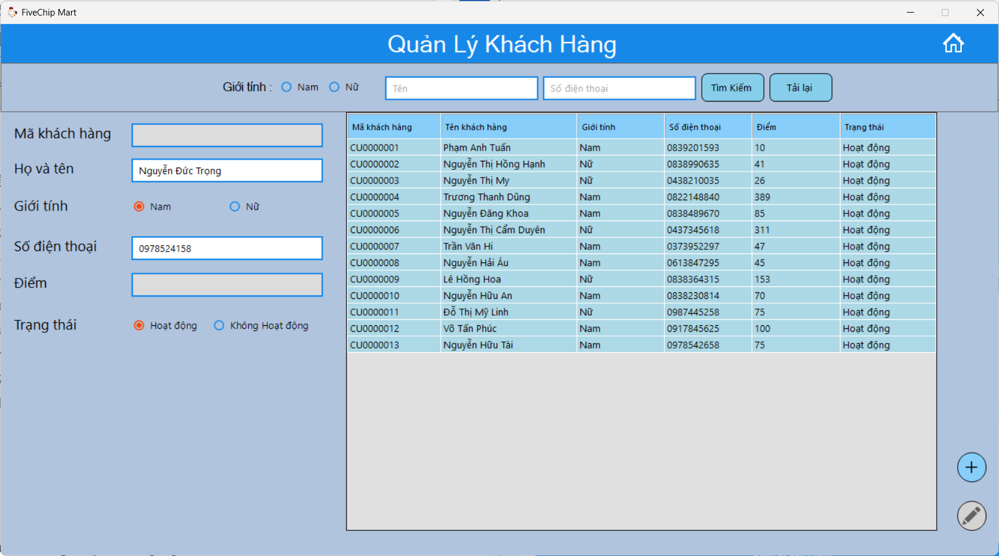 FiveChip Mart
Quản Lý Khách Hàng
Giới tính : Nam Nữ Tên Số điện thoại Tìm Kiếm Tải lại
Mã khách hàng
Họ và tên Nguyễn Đức Trọng
Giới tính Nam Nữ
Số điện thoại 0978524158
Điểm
Trạng thái Hoạt động Không Hoạt động
Mã khách hàng Tên khách hàng Giới tính Số điện thoại Điểm Trạng thái
CU0000001 Phạm Anh Tuấn Nam 0839201593 10 Hoạt động
CU0000002 Nguyễn Thị Hồng Hạnh Nữ 0838990635 41 Hoạt động
CU0000003 Nguyễn Thị My Nữ 0438210035 26 Hoạt động
CU0000004 Trương Thanh Dũng Nam 0822148840 389 Hoạt động
CU0000005 Nguyễn Đăng Khoa Nam 0838489670 85 Hoạt động
CU0000006 Nguyễn Thị Cẩm Duyên Nữ 0437345618 311 Hoạt động
CU0000007 Trần Văn Hi Nam 0373952297 47 Hoạt động
CU0000008 Nguyễn Hải Âu Nam 0613847295 45 Hoạt động
CU0000009 Lê Hồng Hoa Nữ 0838364315 153 Hoạt động
CU0000010 Nguyễn Hữu An Nam 0838230814 70 Hoạt động
CU0000011 Đỗ Thị Mỹ Linh Nữ 0987445258 75 Hoạt động
CU0000012 Võ Tấn Phúc Nam 0917845625 100 Hoạt động
CU0000013 Nguyễn Hữu Tài Nam 0978542658 75 Hoạt động